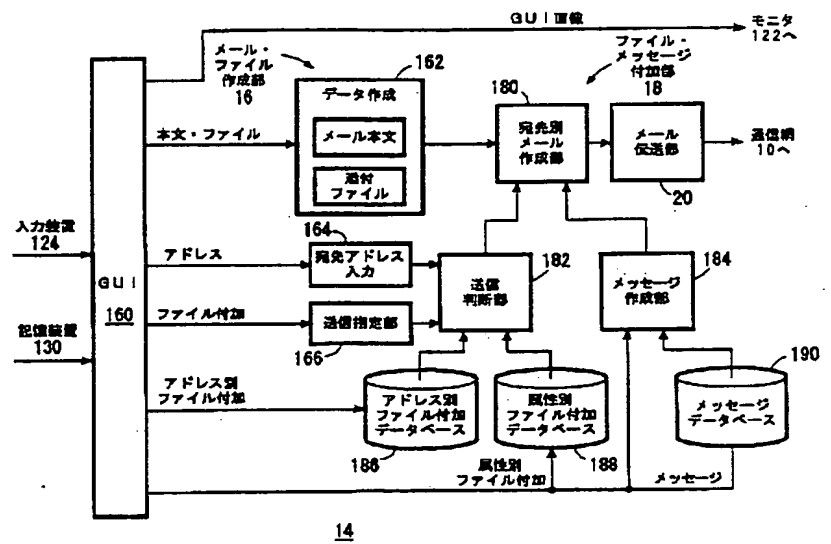 GUI画像
モニタ
122へ
メール・
ファイル
作成部
16
162
データ作成
メール本文
添付
ファイル
180
ファイル・
メッセージ
付加部
18
宛先別
メール
作成部
メール
伝送部
20
通信網
10へ
本文・ファイル
入力装置
124
GUI
160
記憶装置
130
アドレス
164
宛先アドレス
入力
ファイル付加
送信指定部
166
182
送信
判断部
184
メッセージ
作成部
アドレス別
ファイル付加
アドレス別
ファイル付加
データベース
186
属性別
ファイル付加
データベース
188
190
メッセージ
データベース
属性別
ファイル付加
メッセージ
14